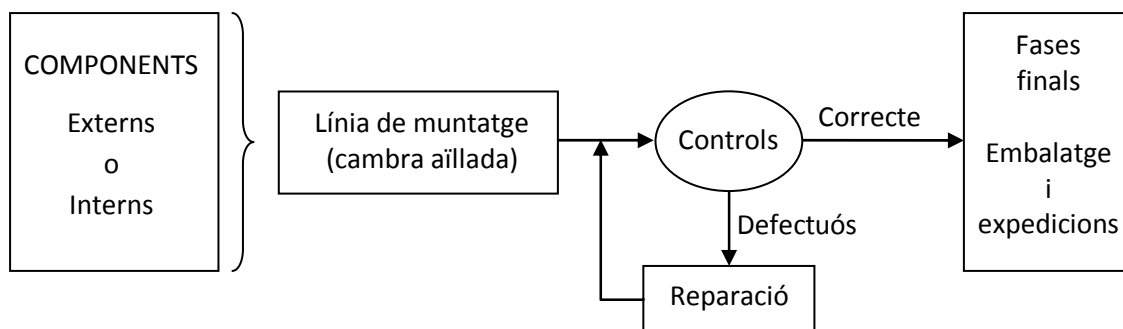 COMPONENTS
Externs
o
Interns
Línia de muntatge
(cambra aïllada)
Controls
Correcte
Defectuós
Reparació
Fases
finals
Embalatge
i
expedicions